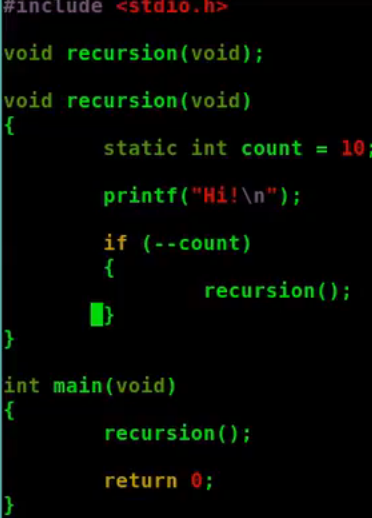 #include <stdio.h>
void recursion(void);
void recursion(void)
{
static int count = 10;
printf("Hi!\n");
if (--count)
{
recursion();
}
}
int main(void)
{
recursion();
return 0;
}